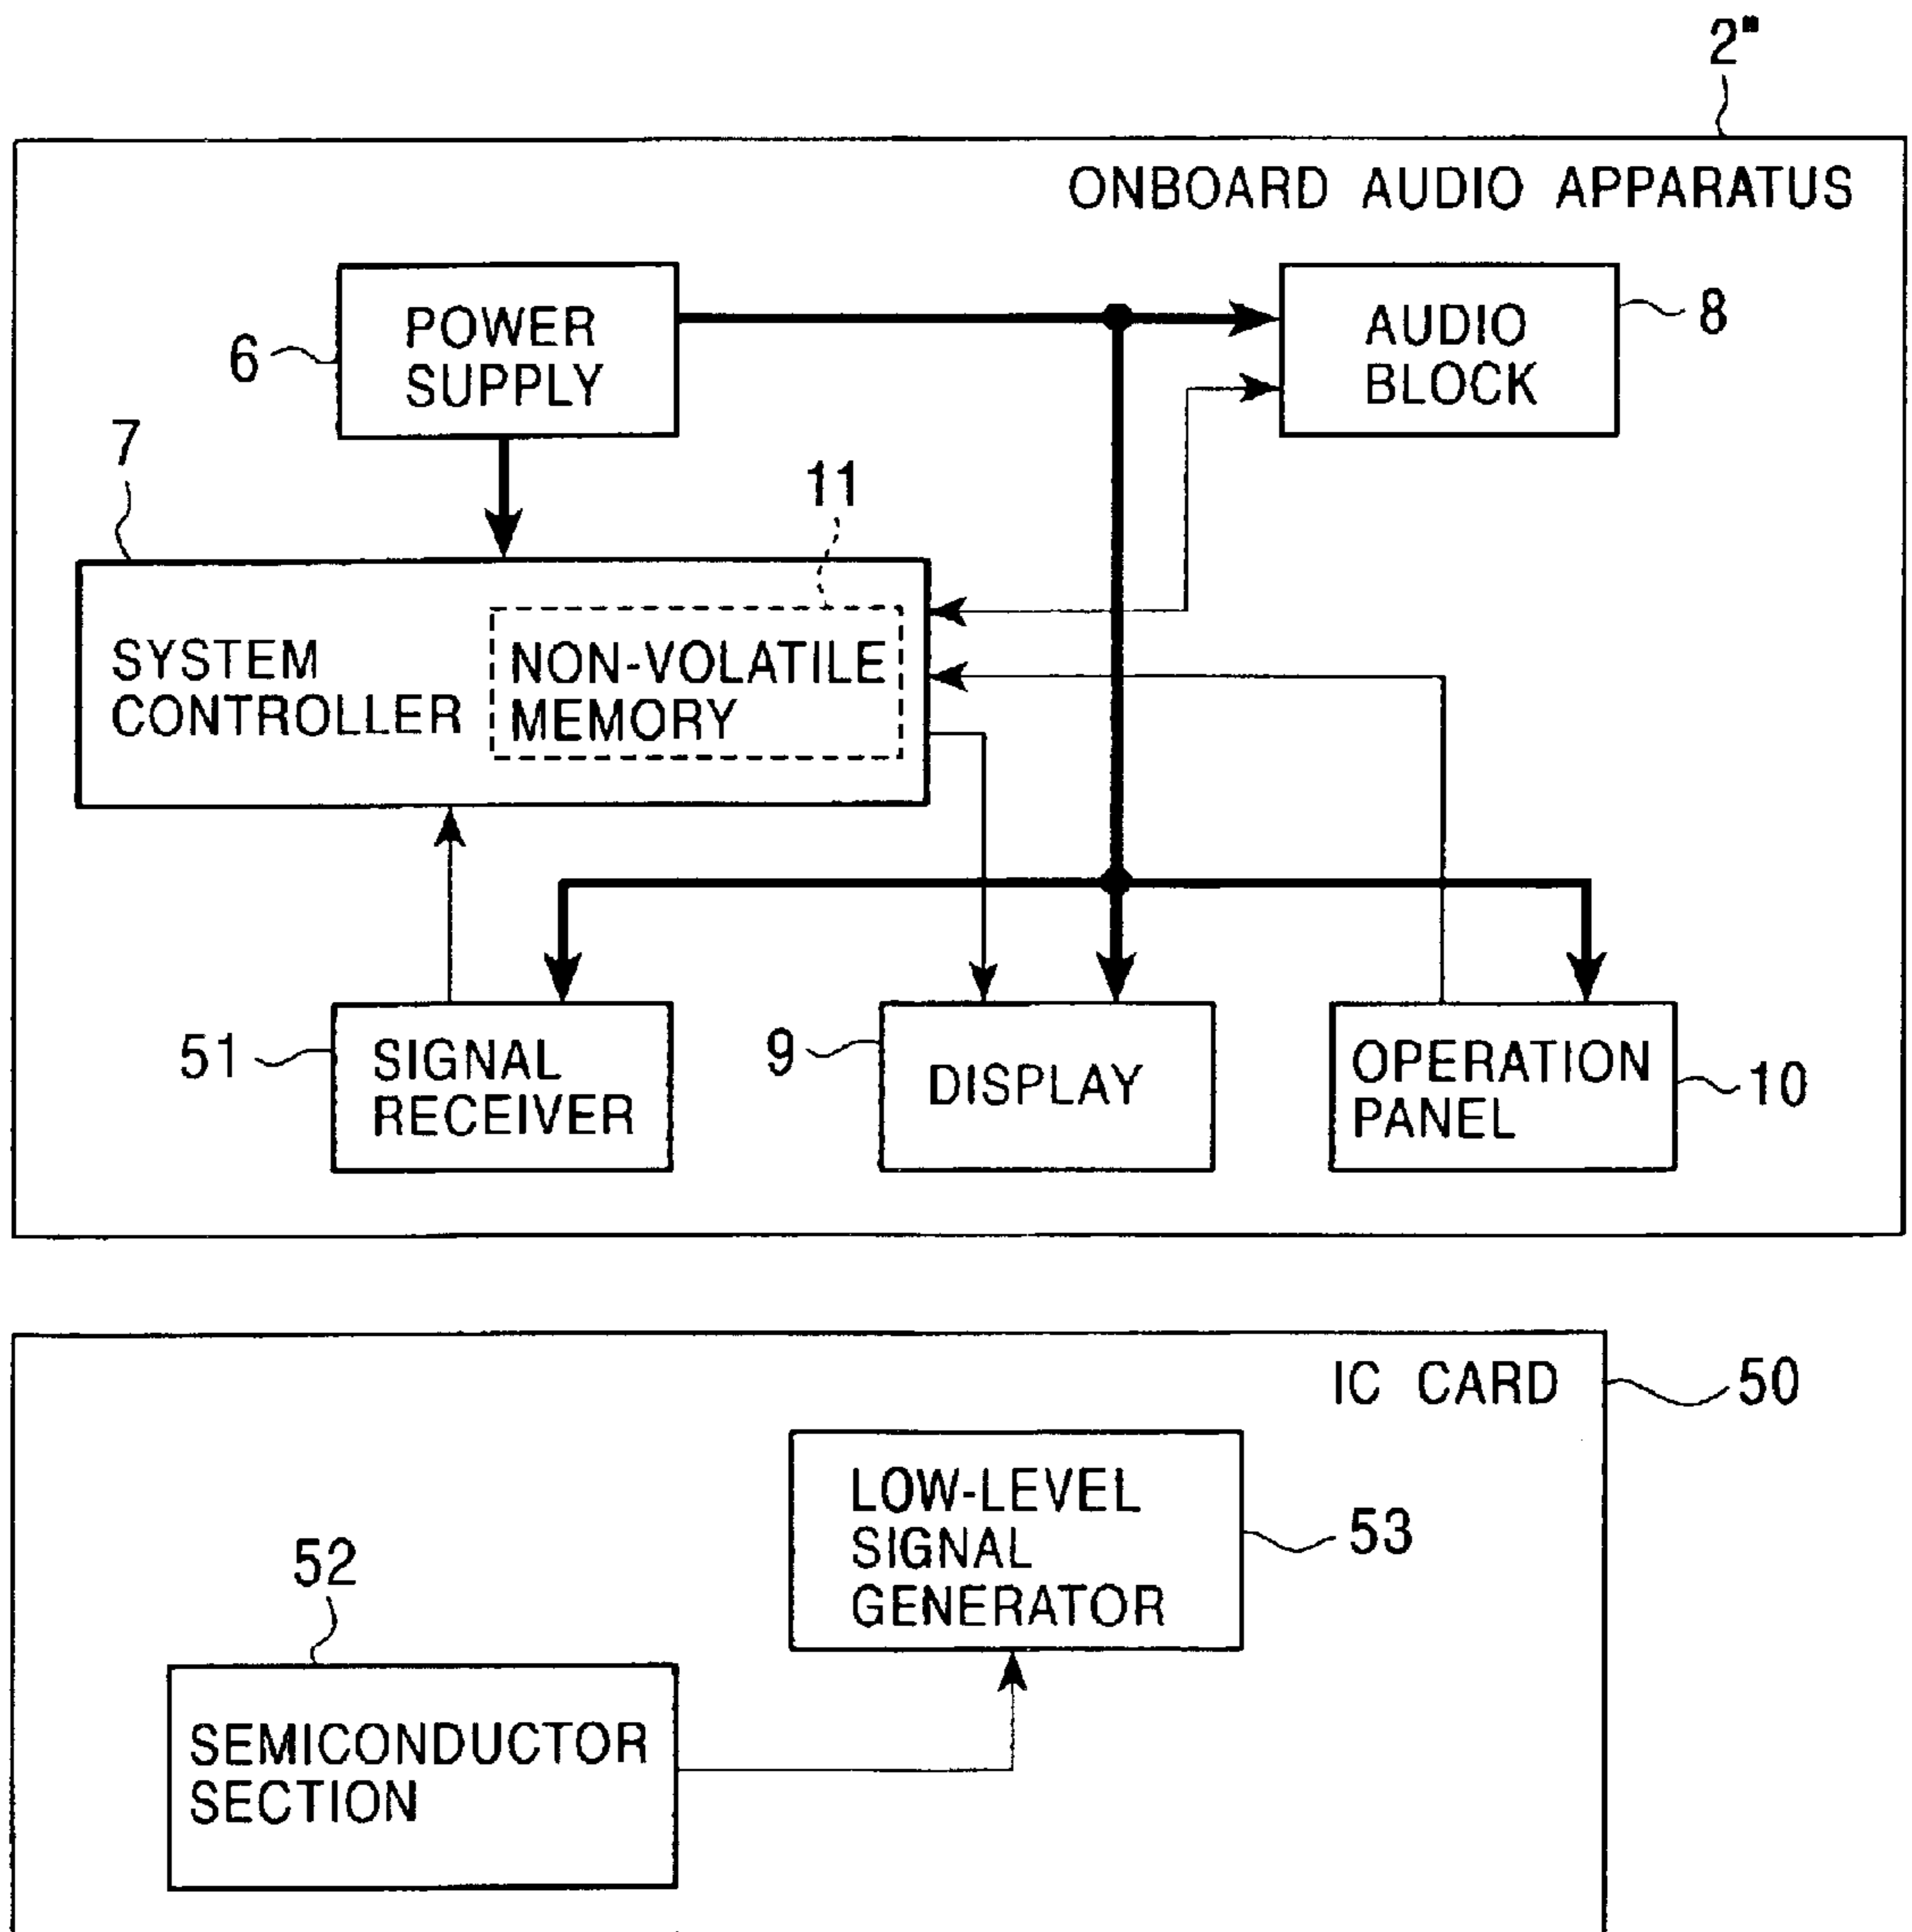 2"
ONBOARD AUDIO APPARATUS
POWER
SUPPLY
6
AUDIO
BLOCK
8
7
11
SYSTEM
CONTROLLER
NON-VOLATILE
MEMORY
51
SIGNAL
RECEIVER
9
DISPLAY
OPERATION
PANEL
10
IC CARD
50
LOW-LEVEL
SIGNAL
GENERATOR
53
52
SEMICONDUCTOR
SECTION